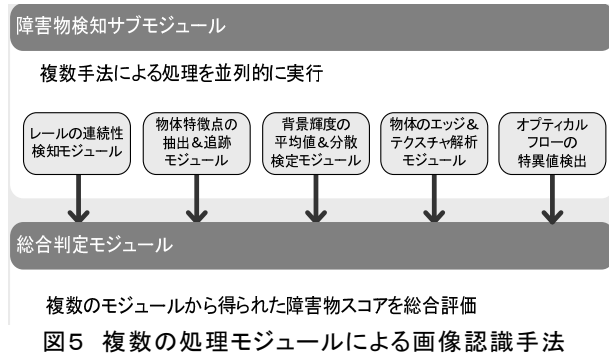 障害物検知サブモジュール
複数手法による処理を並列的に実行
レールの連続性
検知モジュール
物体特徴点の
抽出＆追跡
モジュール
背景輝度の
平均値＆分散
検定モジュール
物体のエッジ＆
テクスチャ解析
モジュール
オプティカル
フローの
特異値検出
総合判定モジュール
複数のモジュールから得られた障害物スコアを総合評価
図５ 複数の処理モジュールによる画像認識手法